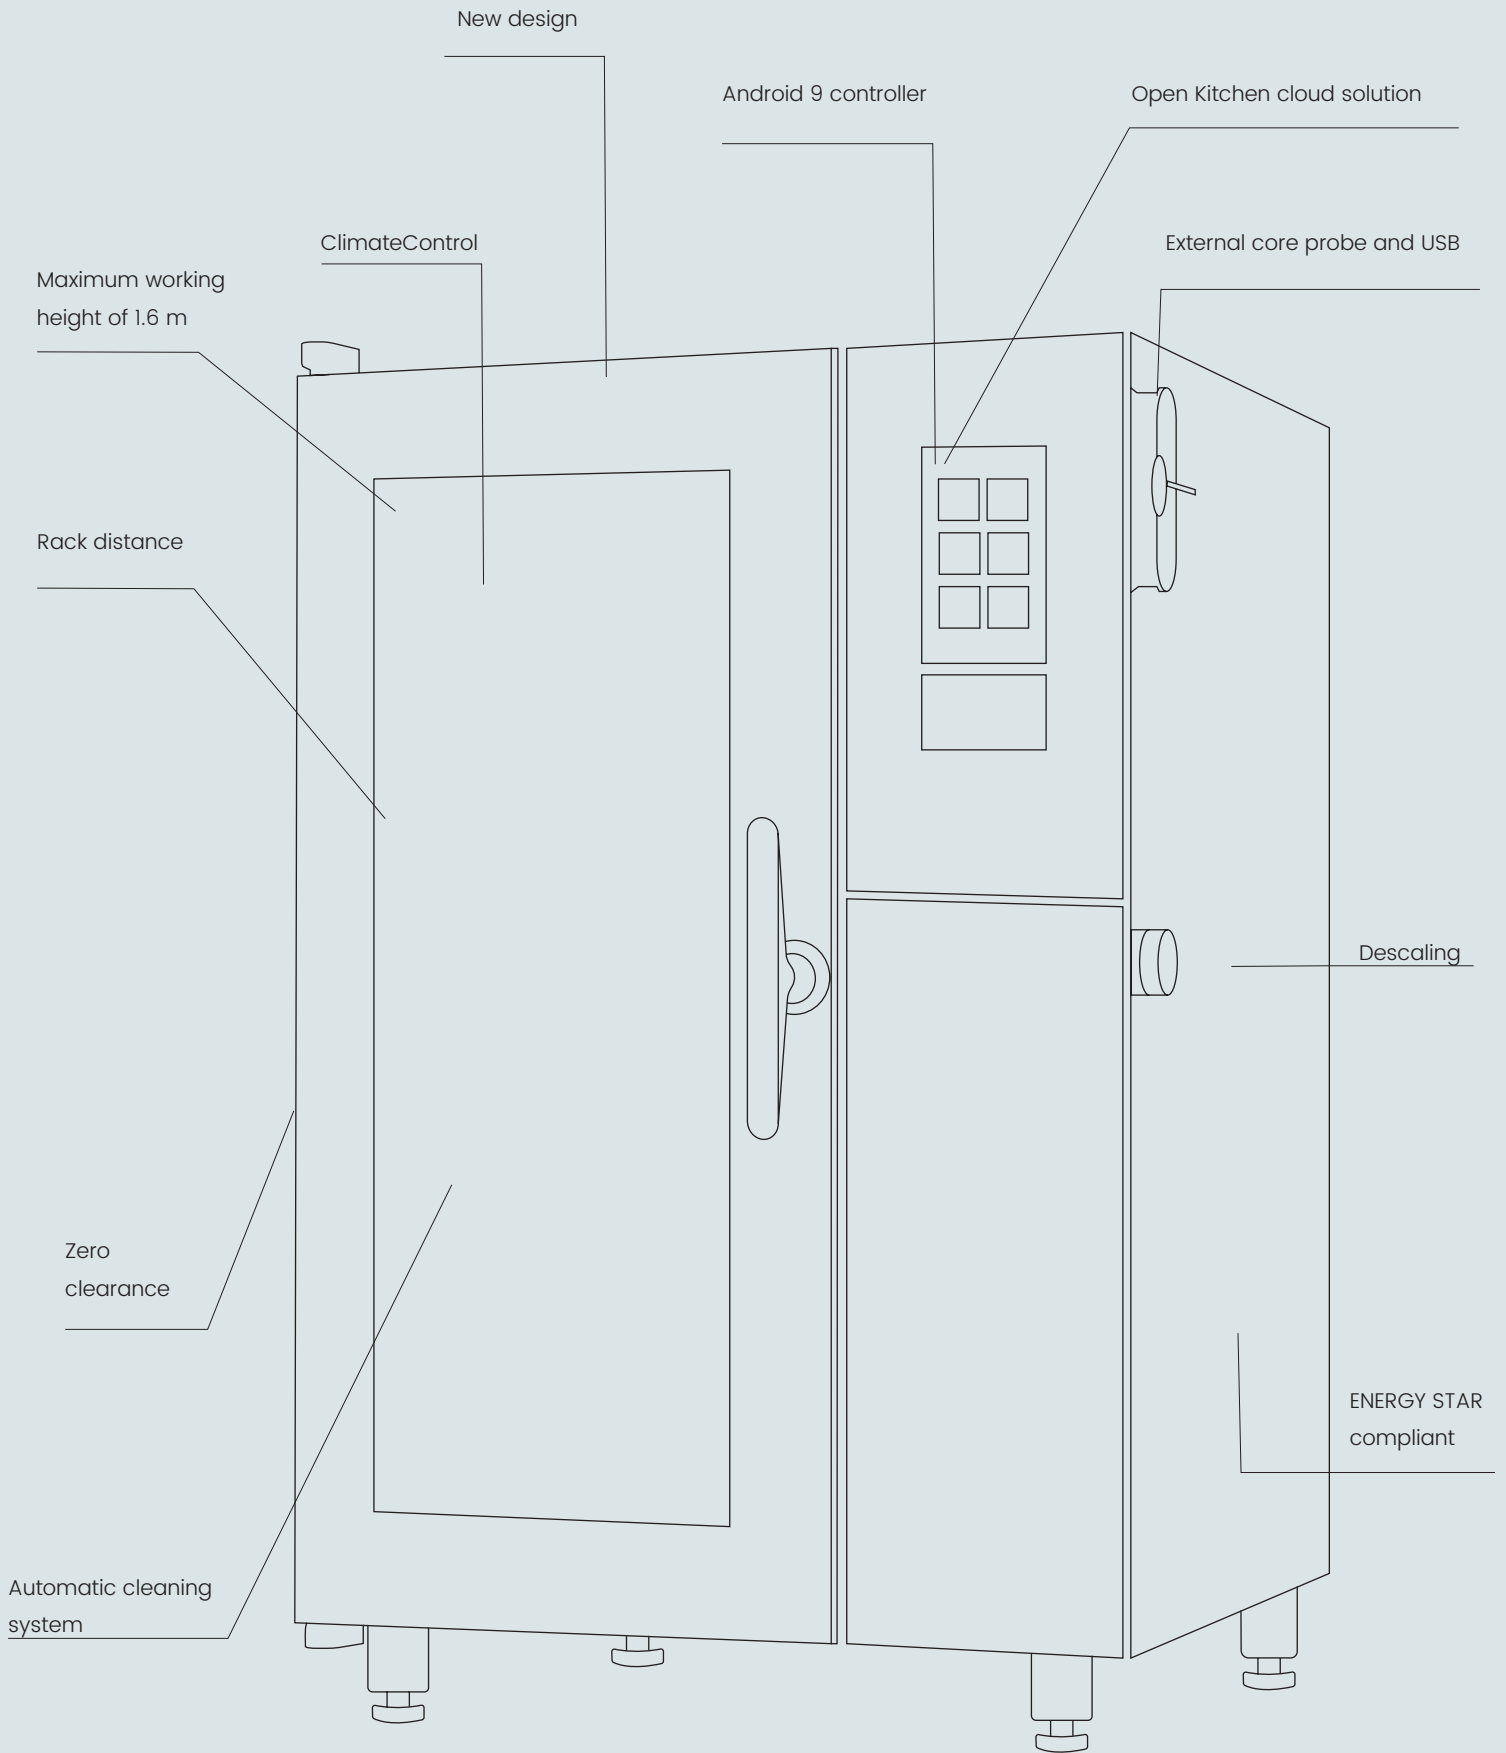 New design
Android 9 controller
Open Kitchen cloud solution
ClimateControl
External core probe and USB
Maximum working
height of 1.6 m
Rack distance
Descaling
Zero
clearance
ENERGY STAR
compliant
Automatic cleaning
system